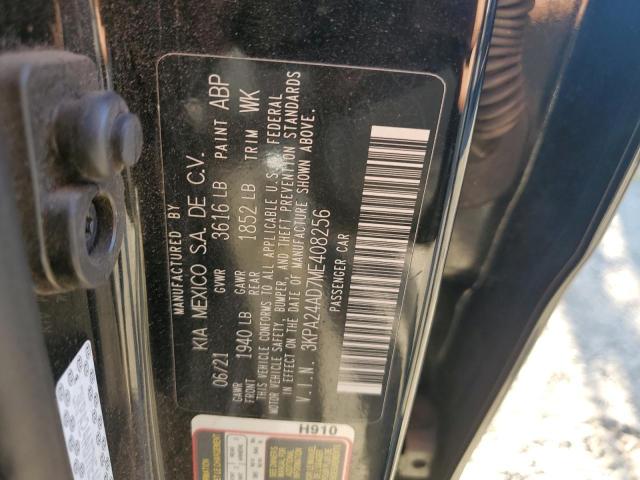 MANUFACTURED BY
KIA MEXICO S.A. DE C.V.
06/21 GVWR 3616 LB PAINT ABP
GAWR FRONT 1940 LB GAWR REAR 1852 LB TRIM WK
THIS VEHICLE CONFORMS TO ALL APPLICABLE U.S. FEDERAL
MOTOR VEHICLE SAFETY, BUMPER, AND THEFT PREVENTION STANDARDS
IN EFFECT ON THE DATE OF MANUFACTURE SHOWN ABOVE.
V.I.N. 3KPA24AD7ME408256
PASSENGER CAR
H910